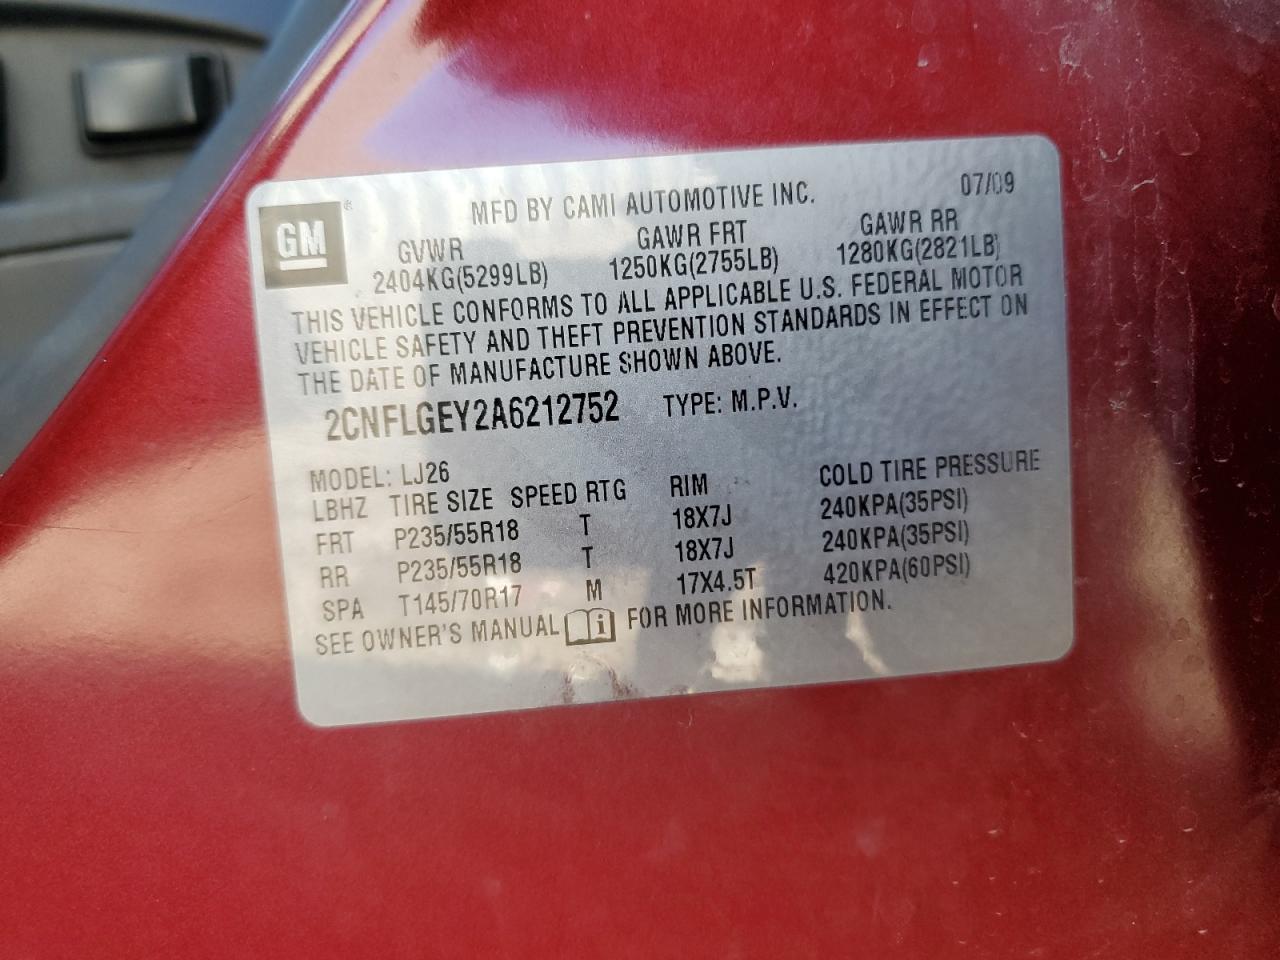 GM®
MFD BY CAMI AUTOMOTIVE INC. 07/09
GVWR GAWR FRT GAWR RR
2404KG(5299LB) 1250KG(2755LB) 1280KG(2821LB)
THIS VEHICLE CONFORMS TO ALL APPLICABLE U.S. FEDERAL MOTOR
VEHICLE SAFETY AND THEFT PREVENTION STANDARDS IN EFFECT ON
THE DATE OF MANUFACTURE SHOWN ABOVE.
2CNFLGEY2A6212752 TYPE: M.P.V.
MODEL: LJ26
LBHZ TIRE SIZE SPEED RTG RIM COLD TIRE PRESSURE
FRT P235/55R18 T 18X7J 240KPA(35PSI)
RR P235/55R18 T 18X7J 240KPA(35PSI)
SPA T145/70R17 M 17X4.5T 420KPA(60PSI)
SEE OWNER'S MANUAL i FOR MORE INFORMATION.